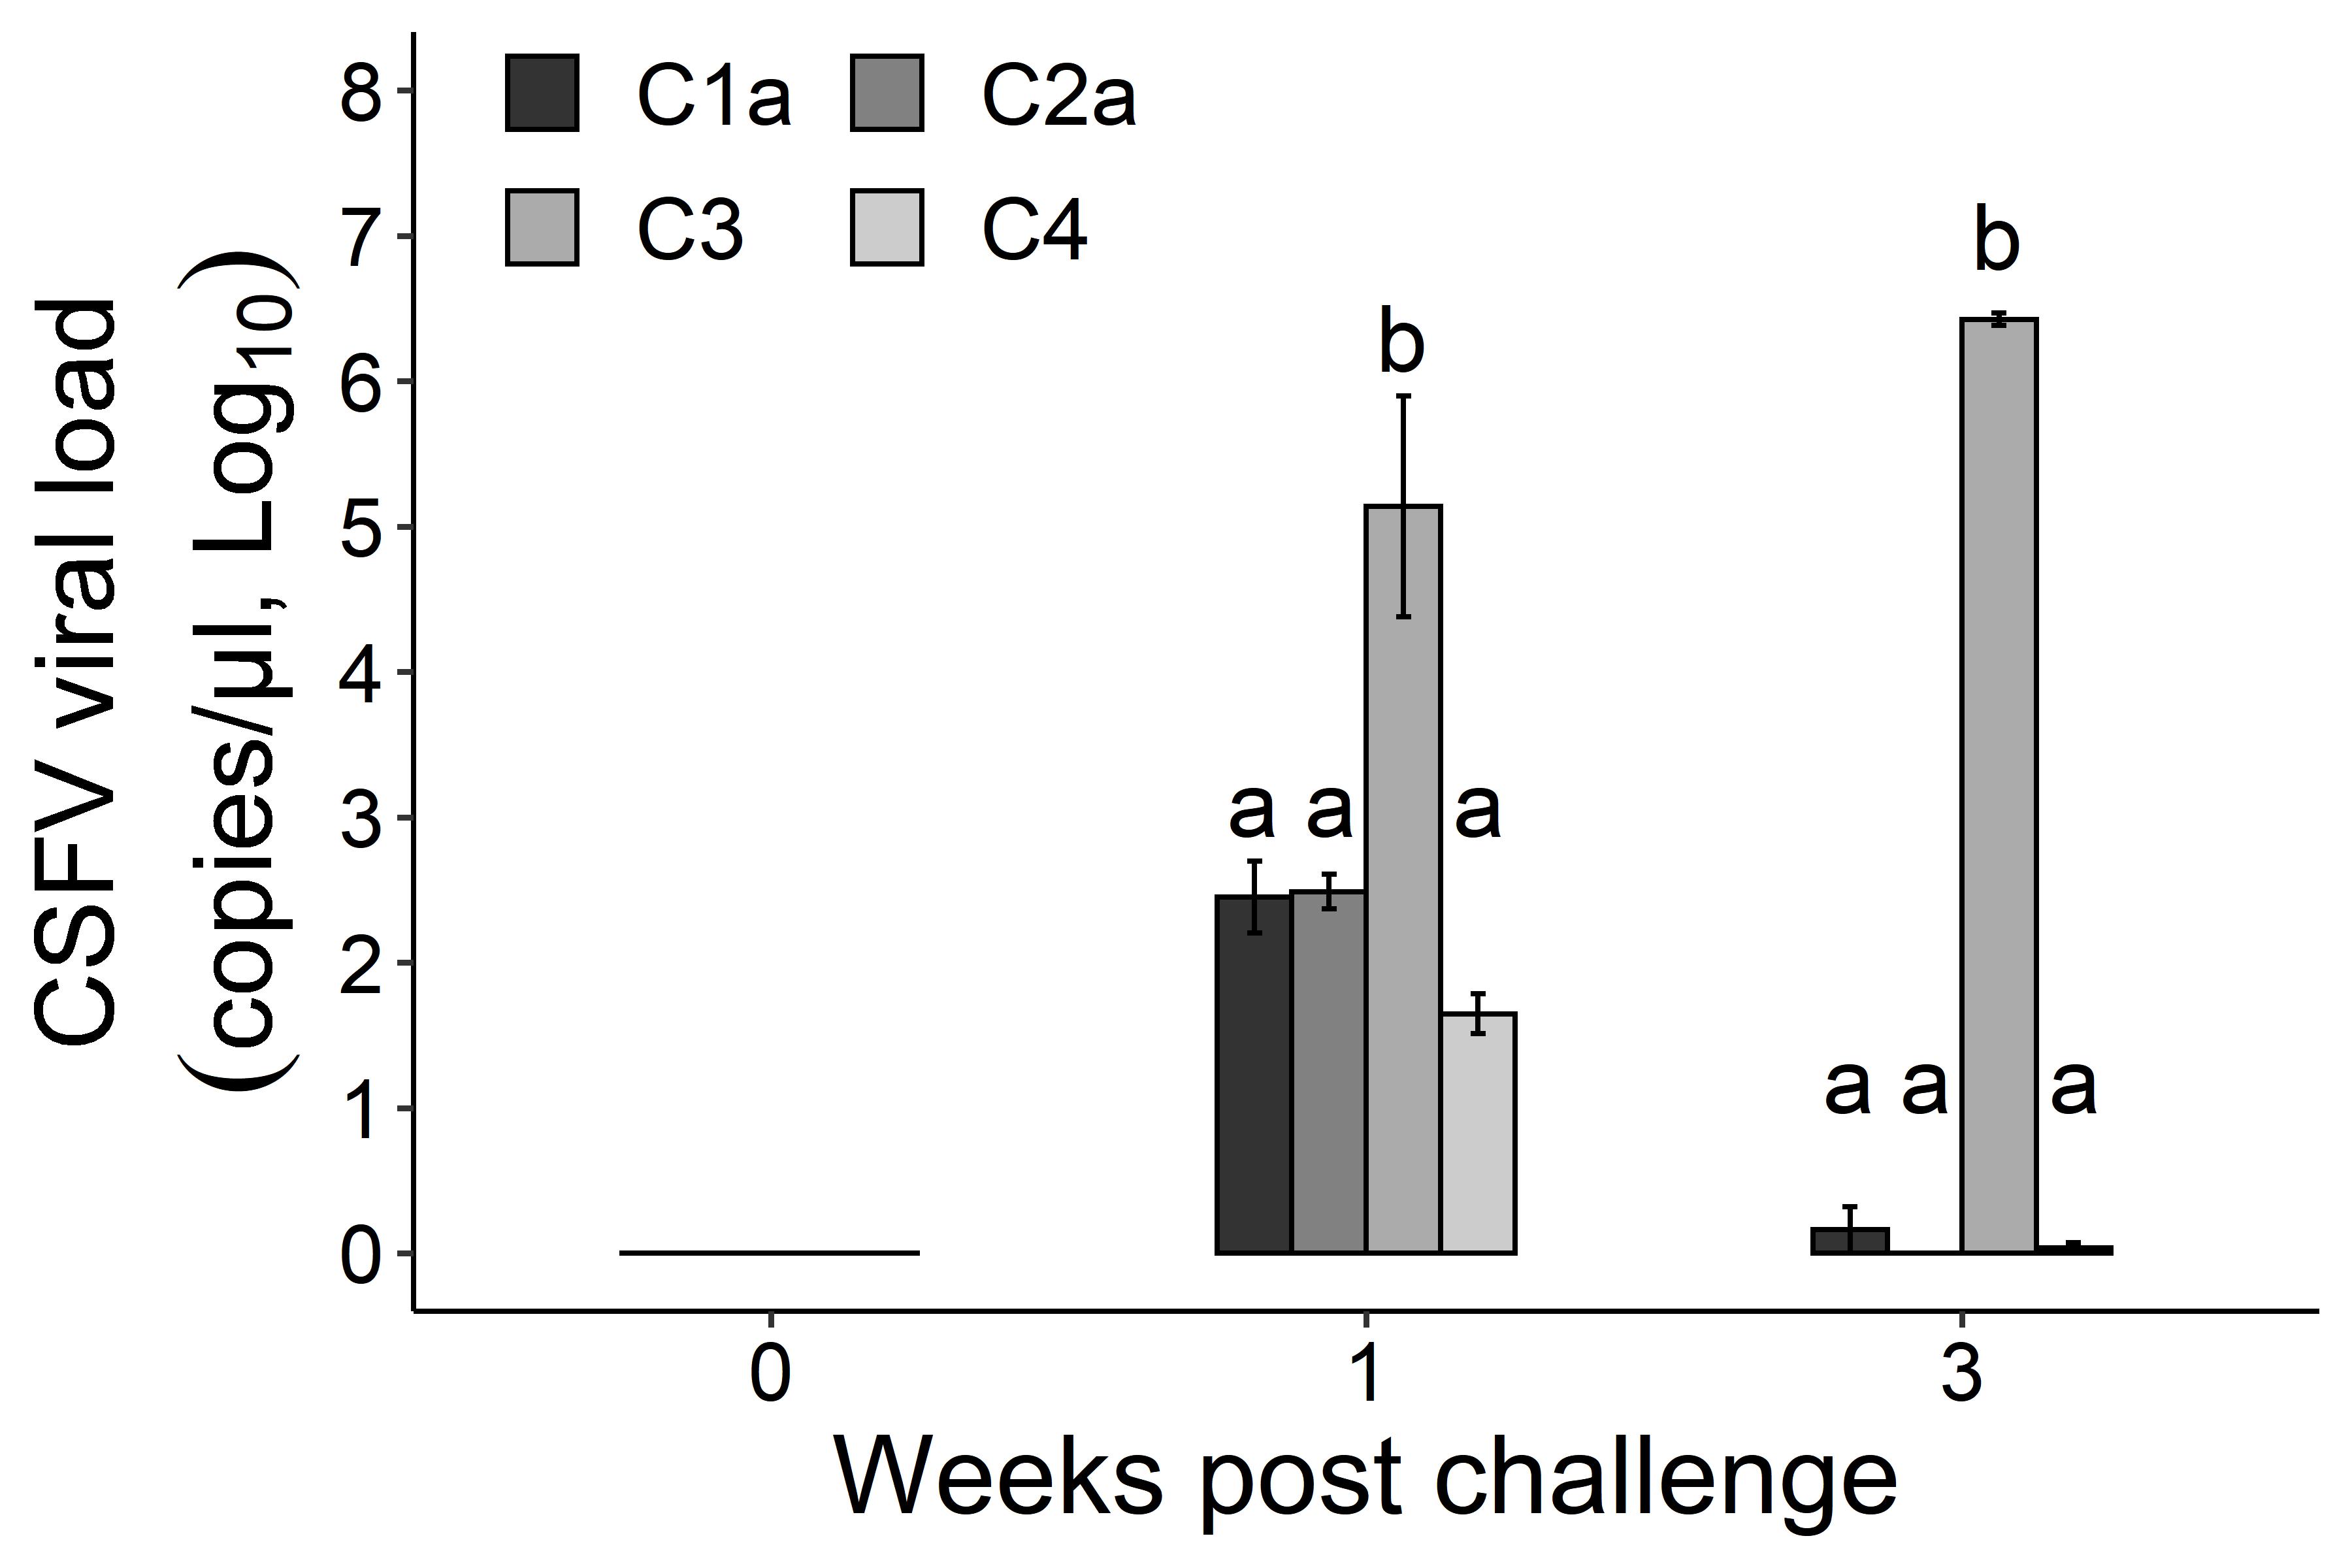 CSFV viral load
(copies/µl, Log10)
8
7
6
5
4
3
2
1
0
C1a C2a
C3 C4
b
b
a a a
a a a
0 1 3
Weeks post challenge